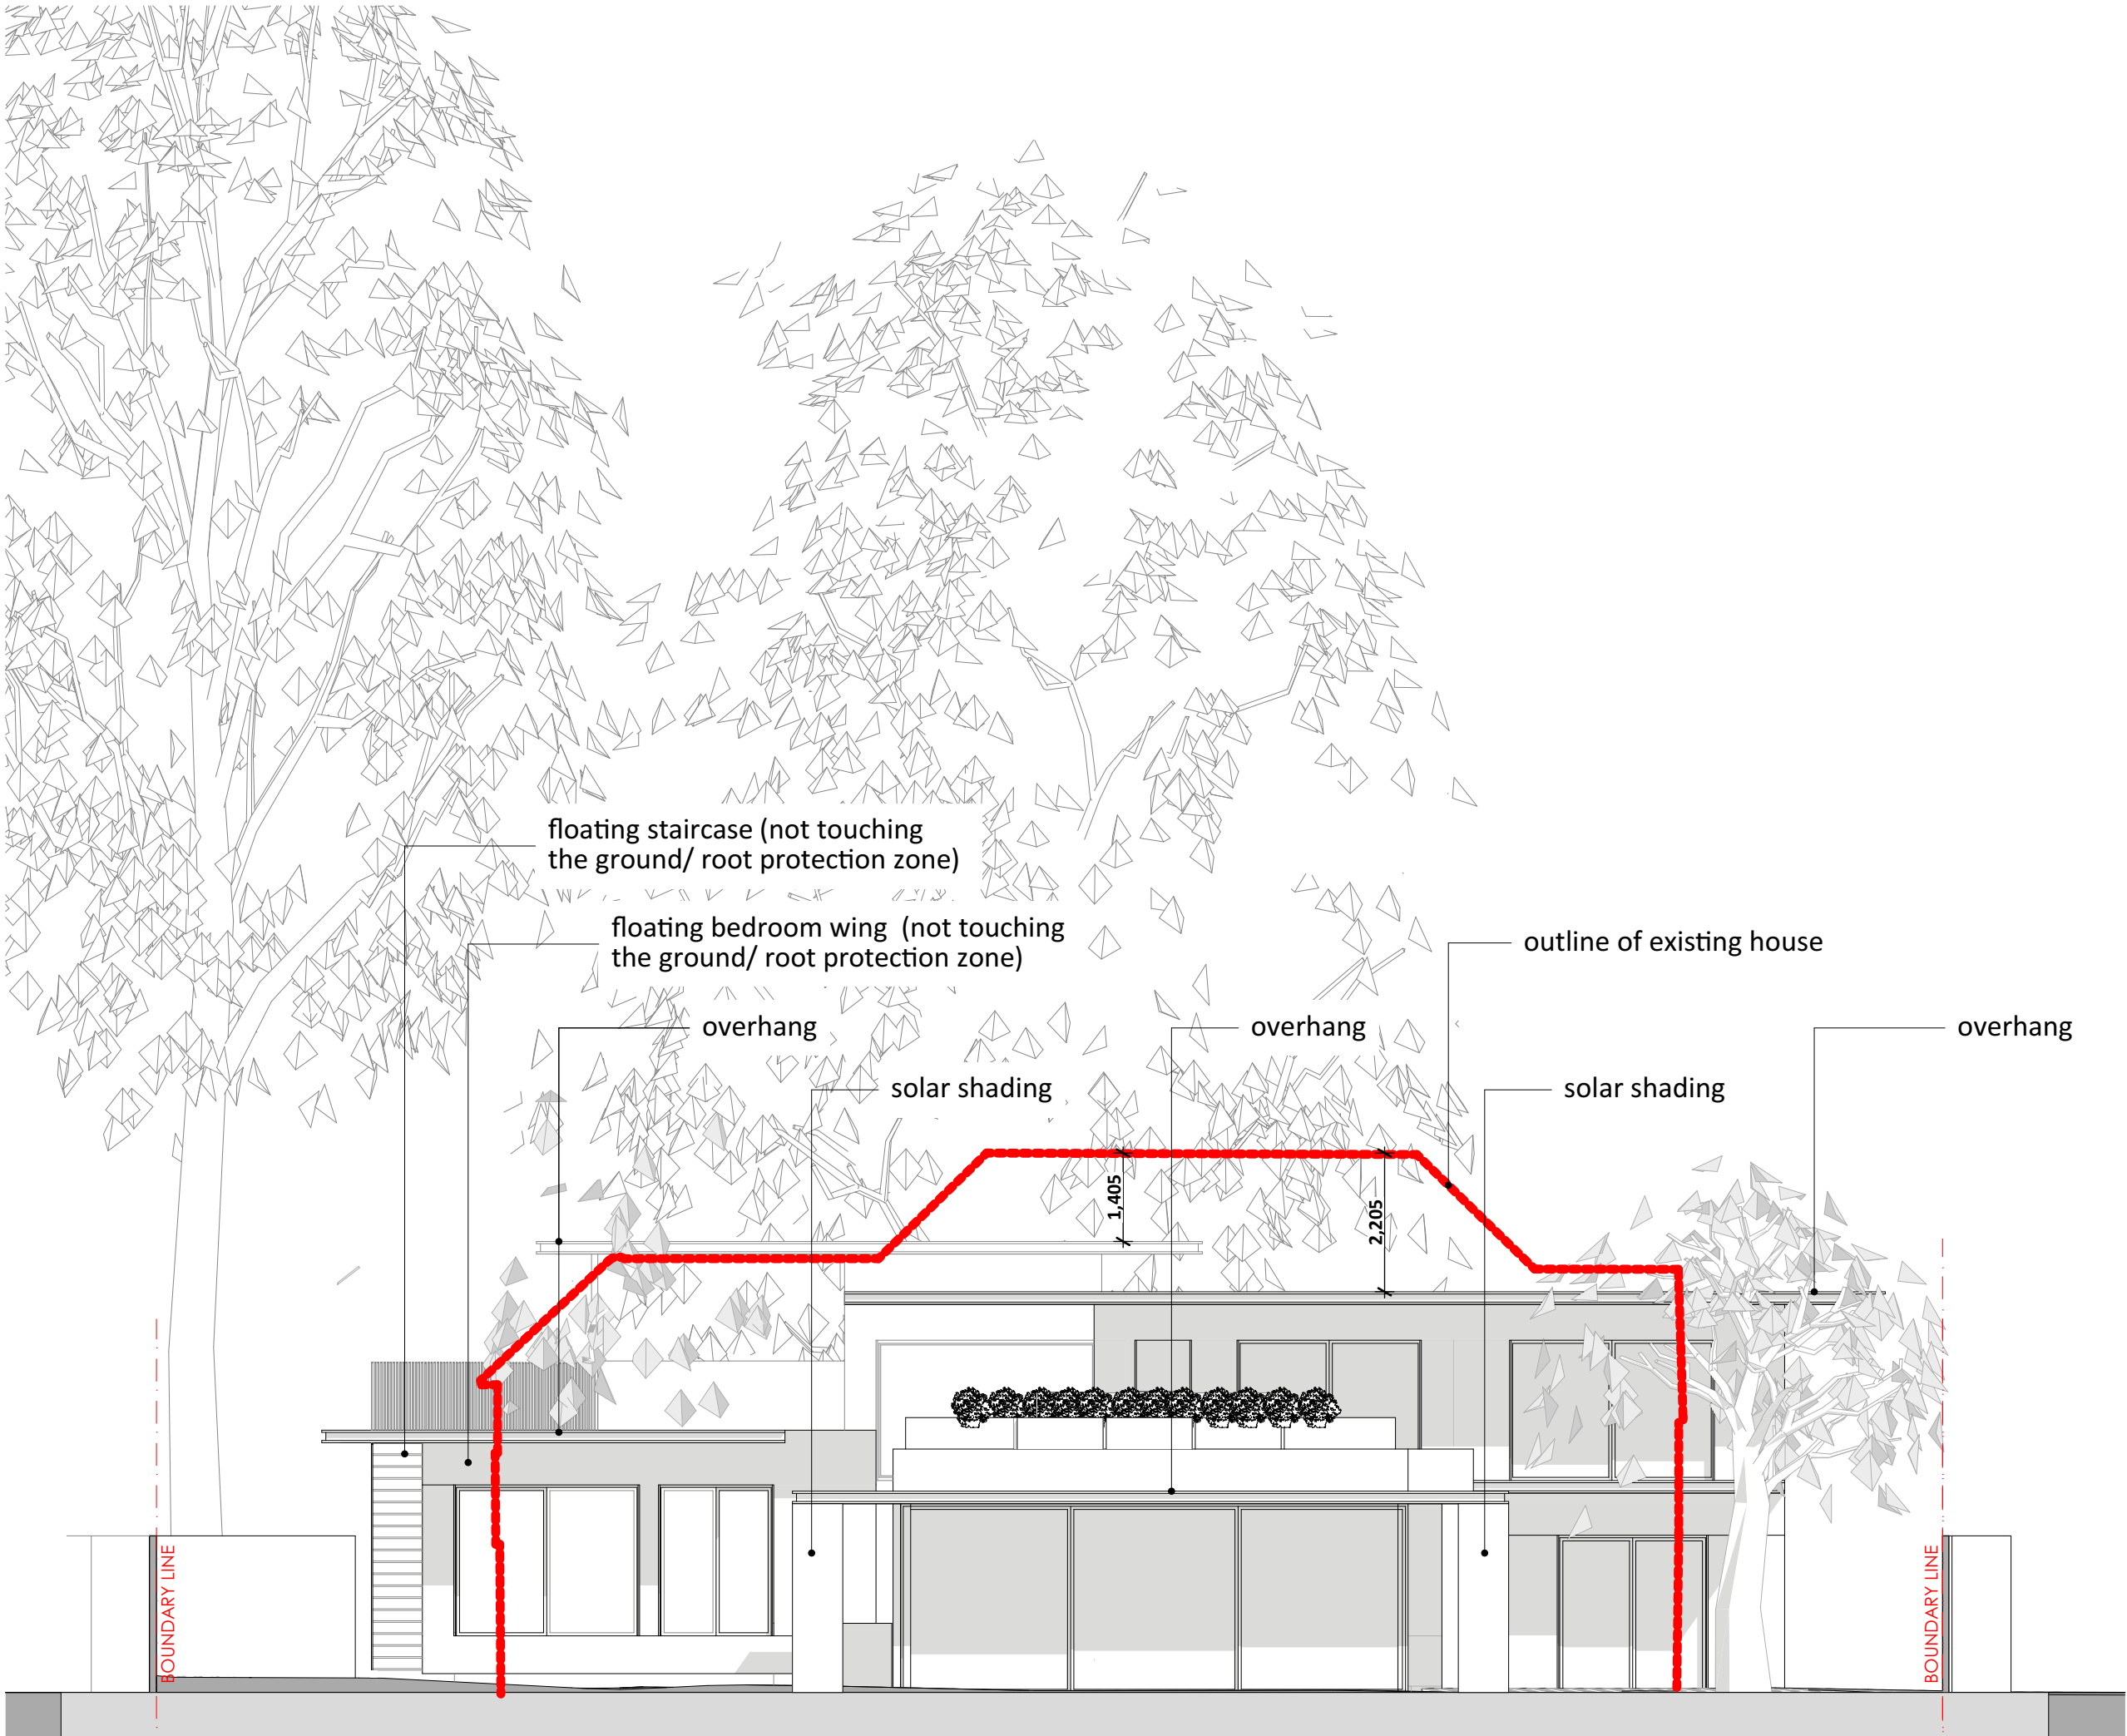 floating staircase (not touching
the ground/ root protection zone)
floating bedroom wing (not touching
the ground/ root protection zone)
outline of existing house
overhang
overhang
overhang
solar shading
solar shading
1,405
2,205
BOUNDARY LINE
BOUNDARY LINE